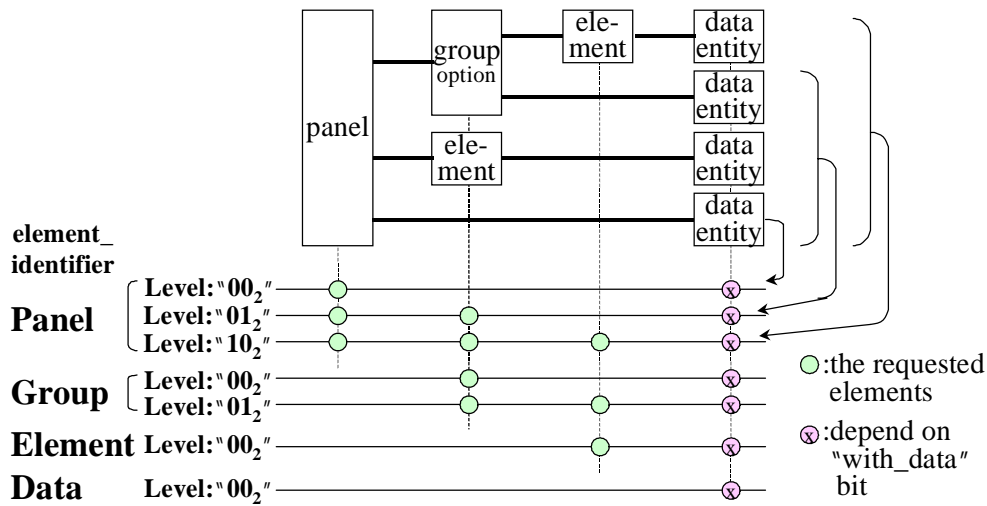 panel
group
option
ele-
ment
data
entity
data
entity
ele-
ment
data
entity
data
entity
element_
identifier
Panel
Level:"00₂"
Level:"01₂"
Level:"10₂"
Group
Level:"00₂"
Level:"01₂"
Element Level:"00₂"
Data Level:"00₂"
x
x
x
x
x
x
x
:the requested
elements
x :depend on
"with_data"
bit